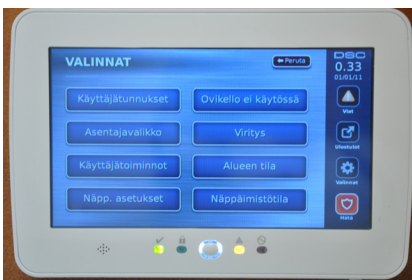 VALINNAT
Peruta
DSC
0.33
01/01/11
Käyttäjätunnukset
Ovikello ei käytössä
Viat
Asentajavalikko
Viritys
Ulostulot
Käyttäjätoiminnot
Alueen tila
Valinnat
Näpp. asetukset
Näppäimistötila
Hätä